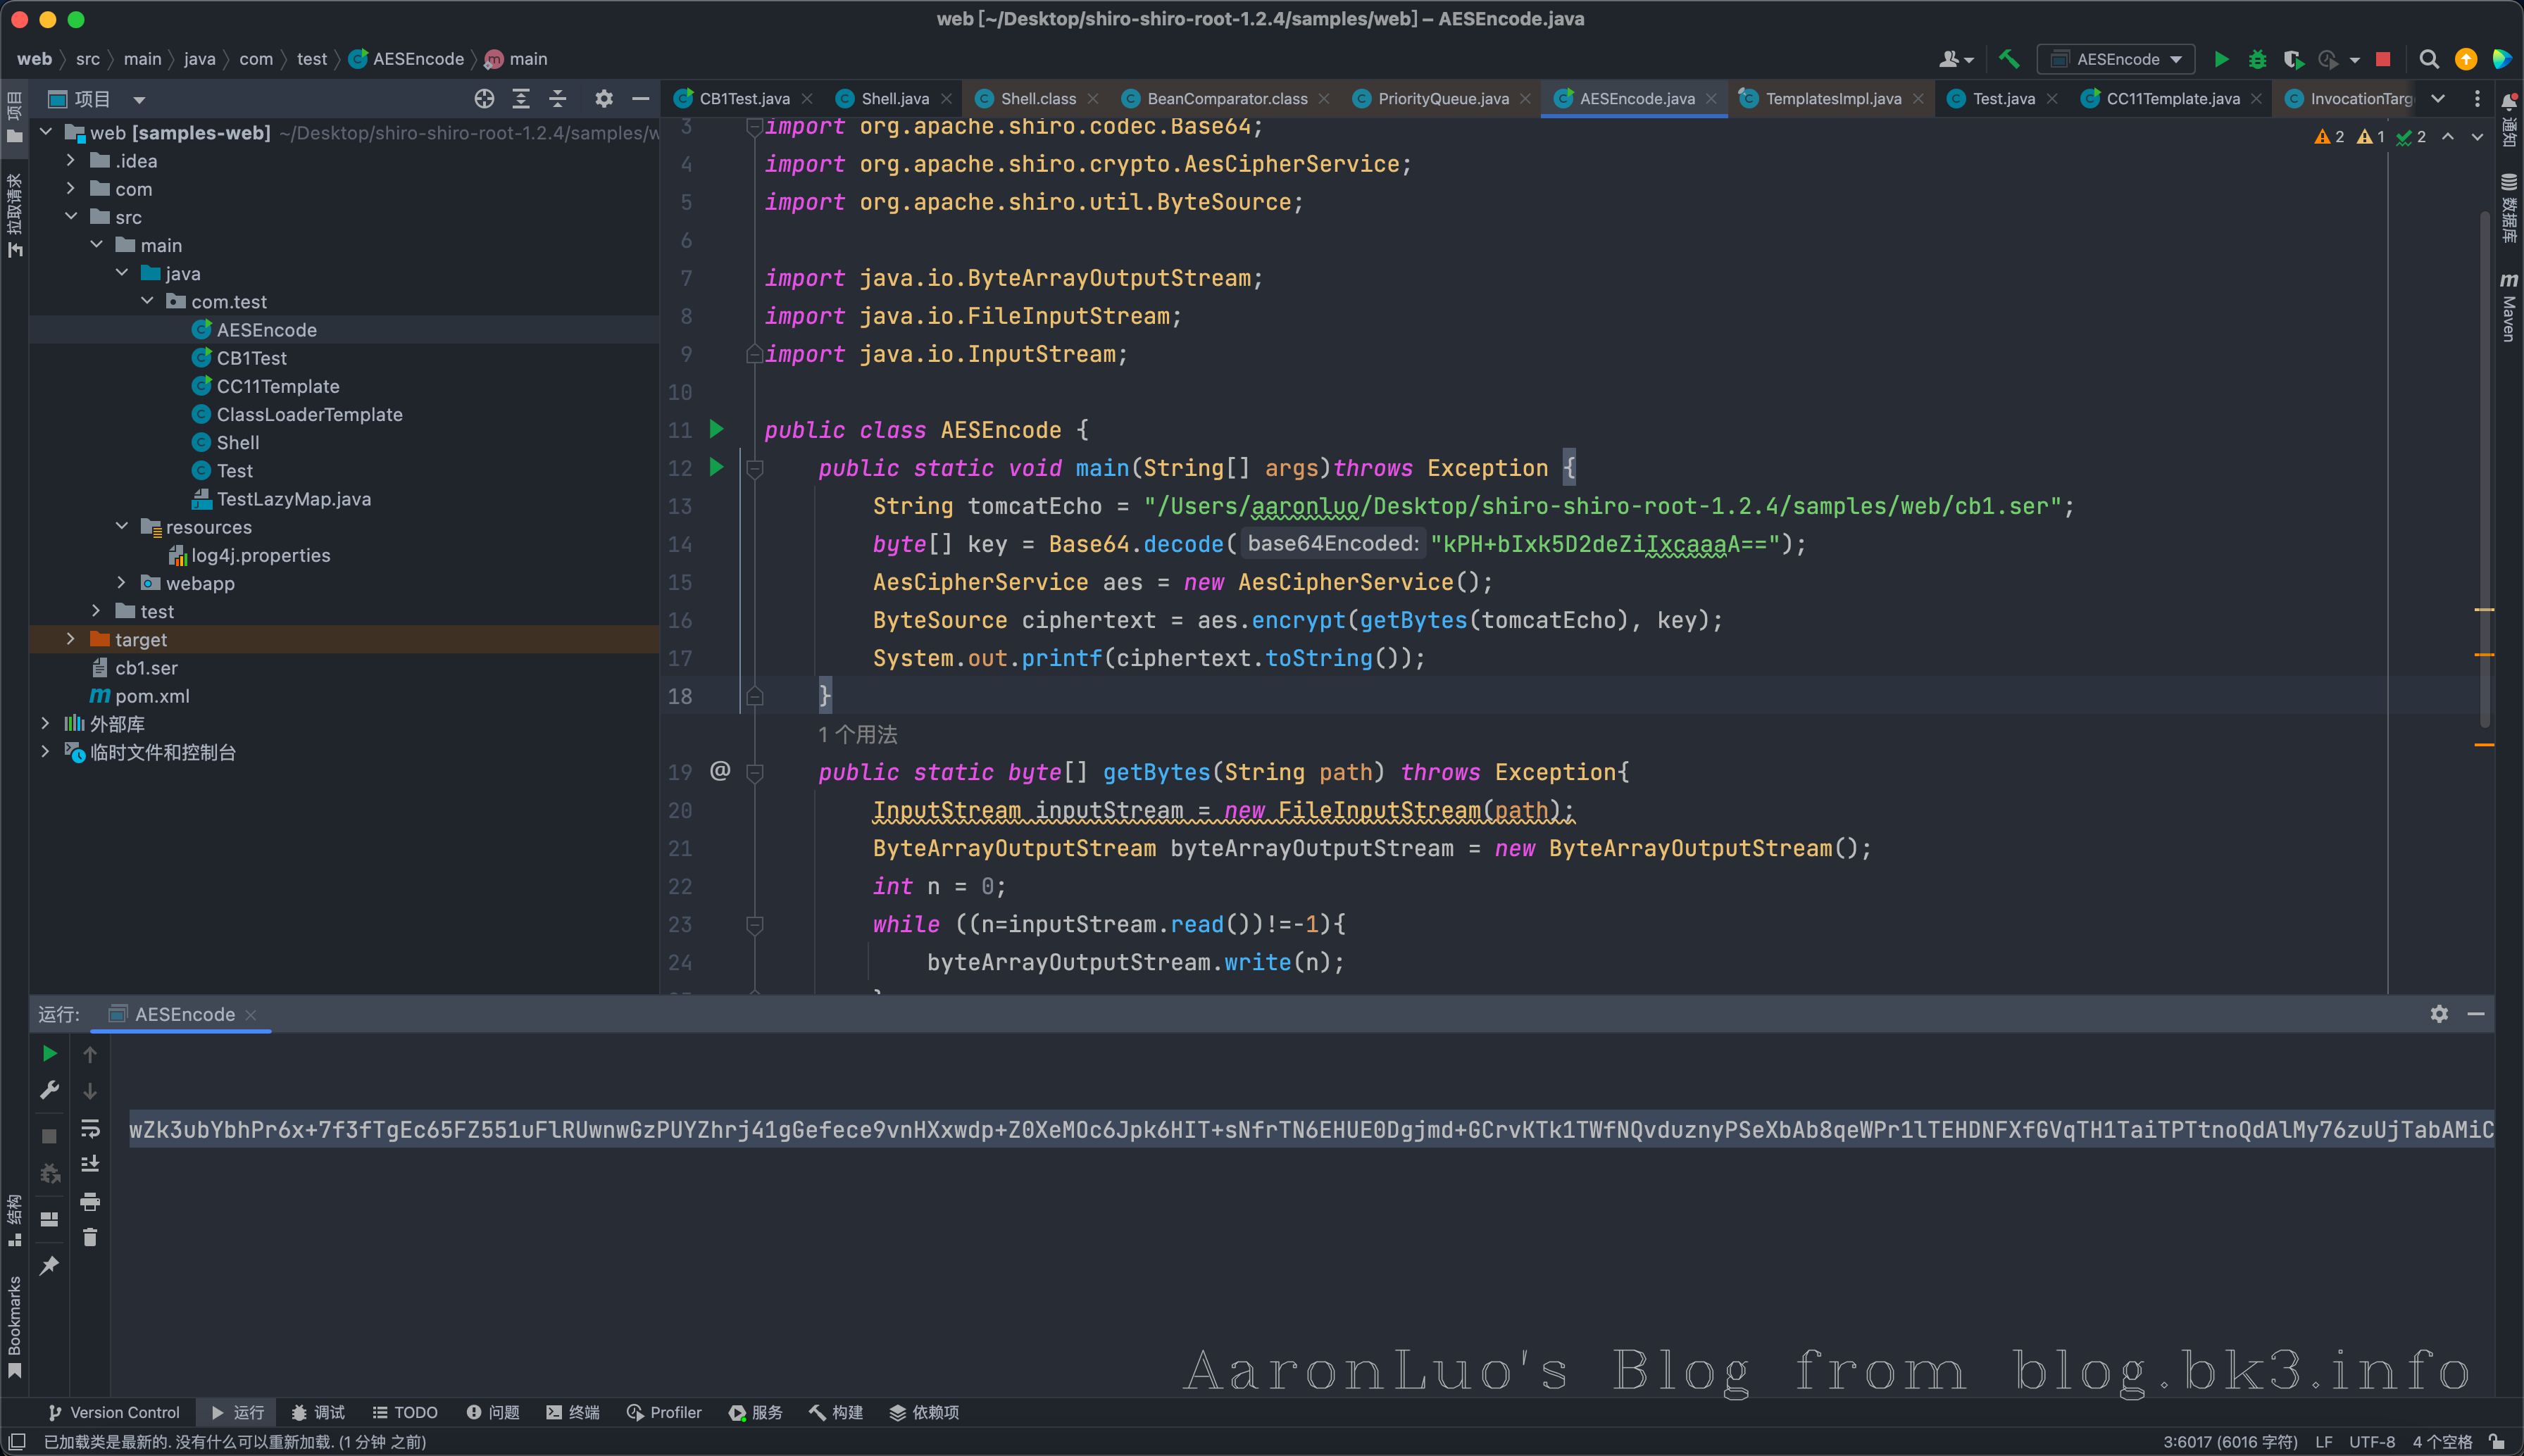 web [~/Desktop/shiro-shiro-root-1.2.4/samples/web] – AESEncode.java
web
src
main
java
com
test
AESEncode
main
AESEncode
项目
CB1Test.java
Shell.java
Shell.class
BeanComparator.class
PriorityQueue.java
AESEncode.java
TemplatesImpl.java
Test.java
CC11Template.java
InvocationTarg
项目
拉取请求
web [samples-web] ~/Desktop/shiro-shiro-root-1.2.4/samples/w
.idea
com
src
main
java
com.test
AESEncode
CB1Test
CC11Template
ClassLoaderTemplate
Shell
Test
TestLazyMap.java
resources
log4j.properties
webapp
test
target
cb1.ser
pom.xml
外部库
临时文件和控制台
2 1 2
3 import org.apache.shiro.codec.Base64;
4 import org.apache.shiro.crypto.AesCipherService;
5 import org.apache.shiro.util.ByteSource;
6
7 import java.io.ByteArrayOutputStream;
8 import java.io.FileInputStream;
9 import java.io.InputStream;
10
11 public class AESEncode {
12 public static void main(String[] args)throws Exception {
13 String tomcatEcho = "/Users/aaronluo/Desktop/shiro-shiro-root-1.2.4/samples/web/cb1.ser";
14 byte[] key = Base64.decode( base64Encoded: "kPH+bIxk5D2deZiIxcaaaA==");
15 AesCipherService aes = new AesCipherService();
16 ByteSource ciphertext = aes.encrypt(getBytes(tomcatEcho), key);
17 System.out.printf(ciphertext.toString());
18 }
1 个用法
19 @ public static byte[] getBytes(String path) throws Exception{
20 InputStream inputStream = new FileInputStream(path);
21 ByteArrayOutputStream byteArrayOutputStream = new ByteArrayOutputStream();
22 int n = 0;
23 while ((n=inputStream.read())!=-1){
24 byteArrayOutputStream.write(n);
通知
数据库
m Maven
运行:
AESEncode
wZk3ubYbhPr6x+7f3fTgEc65FZ551uFlRUwnwGzPUYZhrj41gGefece9vnHXxwdp+Z0XeMOc6Jpk6HIT+sNfrTN6EHUE0Dgjmd+GCrvKTk1TWfNQvduznyPSeXbAb8qeWPr1lTEHDNFXfGVqTH1TaiTPTtnoQdAlMy76zuUjTabAMiC
结构
Bookmarks
AaronLuo's Blog from blog.bk3.info
Version Control
运行
调试
TODO
问题
终端
Profiler
服务
构建
依赖项
已加载类是最新的. 没有什么可以重新加载. (1 分钟 之前)
3:6017 (6016 字符)
LF
UTF-8
4 个空格